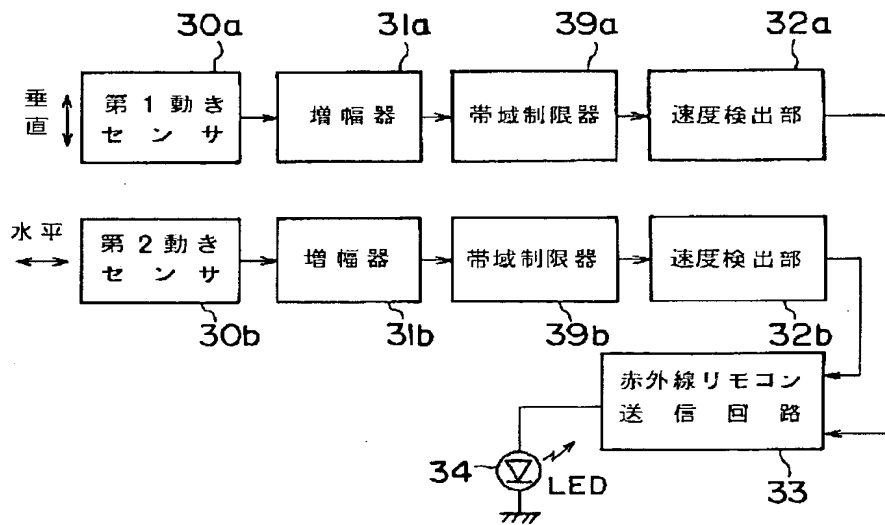 30a
31a
39a
32a
垂直
第1動き
センサ
増幅器
帯域制限器
速度検出部
水平
第2動き
センサ
増幅器
帯域制限器
速度検出部
30b
31b
39b
32b
赤外線リモコン
送信回路
34
LED
33